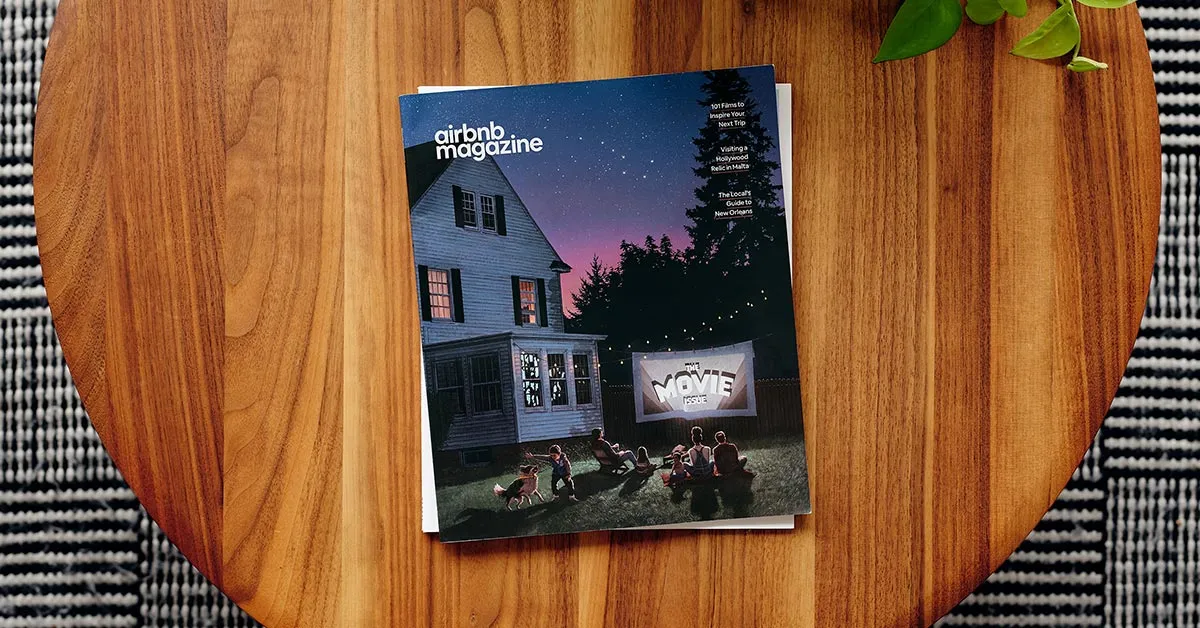 airbnb
magazine
101 Films to
Inspire Your
Next Trip
Visiting a
Hollywood
Relic in Malta
The Local's
Guide to
New Orleans
THE
MOVIE
ISSUE